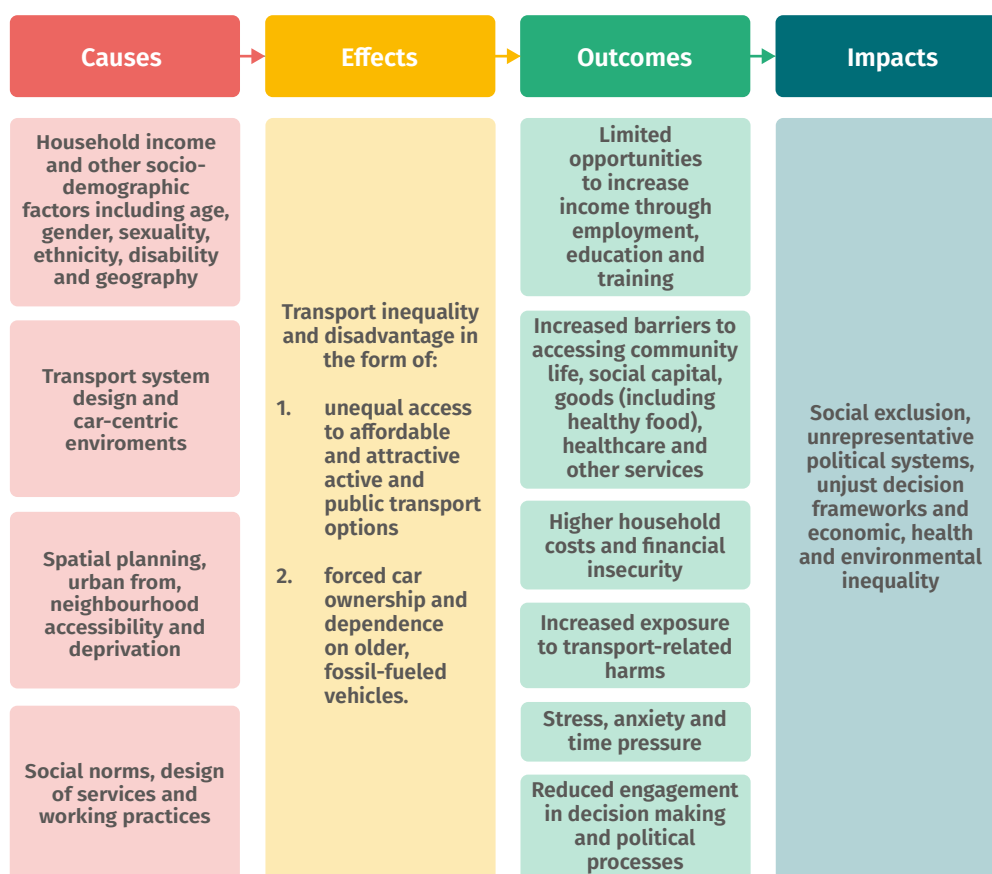 Causes
Effects
Outcomes
Impacts
Household income
and other socio-
demographic
factors including age,
gender, sexuality,
ethnicity, disability
and geography
Transport system
design and
car-centric
enviroments
Spatial planning,
urban from,
neighbourhood
accessibility and
deprivation
Social norms, design
of services and
working practices
Transport inequality
and disadvantage in
the form of:
1. unequal access
to affordable
and attractive
active and
public transport
options
2. forced car
ownership and
dependence
on older,
fossil-fueled
vehicles.
Limited
opportunities
to increase
income through
employment,
education and
training
Increased barriers to
accessing community
life, social capital,
goods (including
healthy food),
healthcare and
other services
Higher household
costs and financial
insecurity
Increased exposure
to transport-related
harms
Stress, anxiety and
time pressure
Reduced engagement
in decision making
and political
processes
Social exclusion,
unrepresentative
political systems,
unjust decision
frameworks and
economic, health
and environmental
inequality